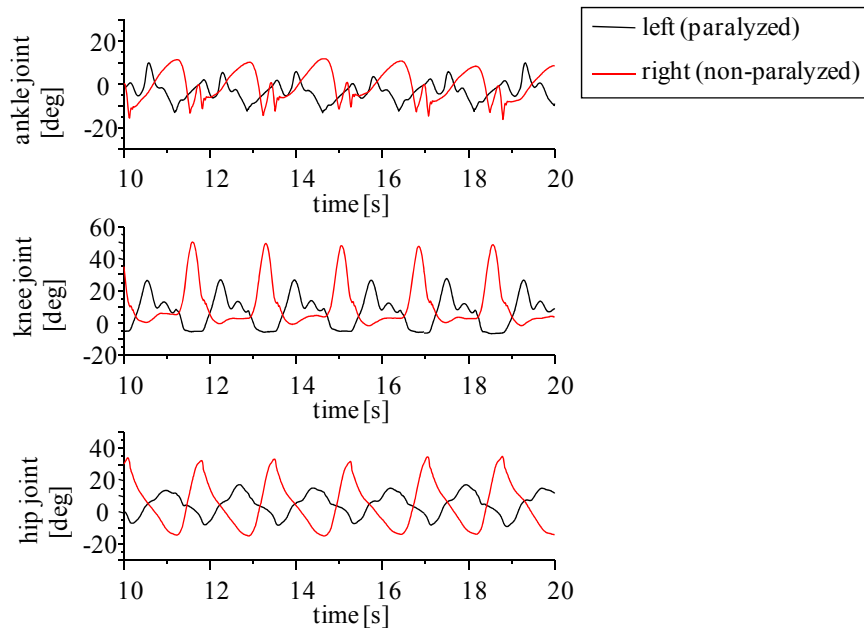 left (paralyzed)
right (non-paralyzed)
ankle joint
[deg]
20
0
-20
10 12 14 16 18 20
time [s]
knee joint
[deg]
60
40
20
0
-20
10 12 14 16 18 20
time [s]
hip joint
[deg]
40
20
0
-20
10 12 14 16 18 20
time [s]